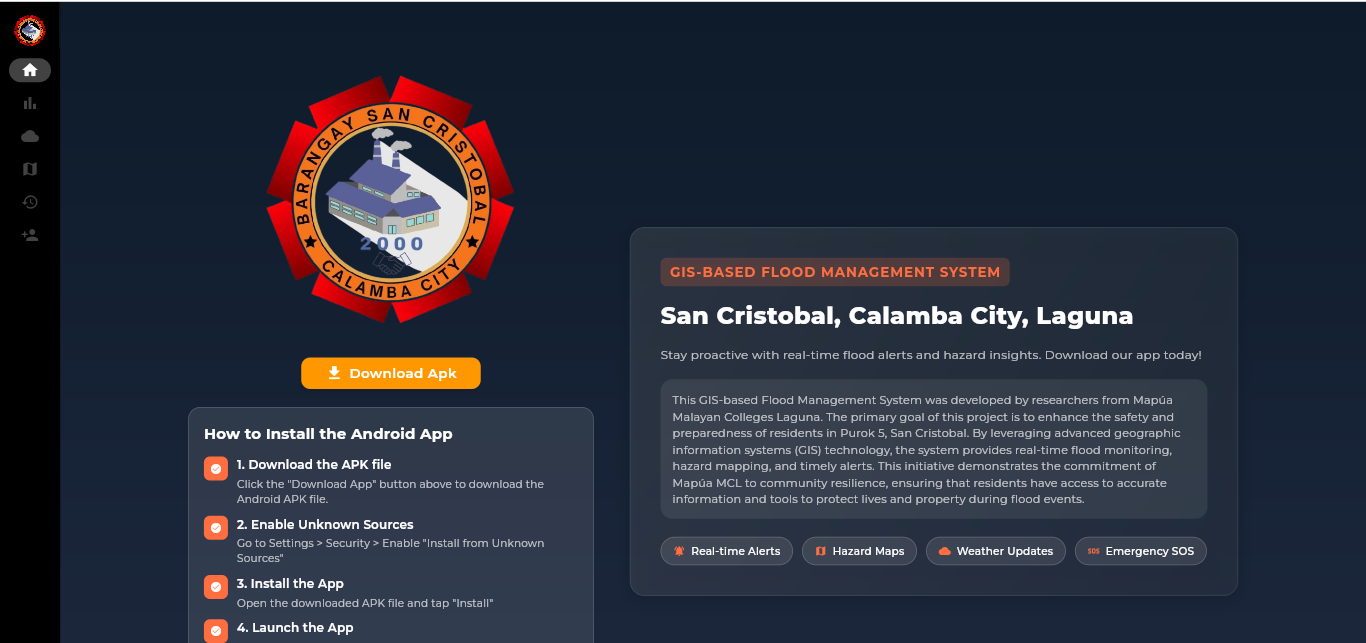 BARANGAY SAN CRISTOBAL
2000
CALAMBA CITY
Download Apk
How to Install the Android App
1. Download the APK file
Click the "Download App" button above to download the
Android APK file.
2. Enable Unknown Sources
Go to Settings > Security > Enable "Install from Unknown
Sources"
3. Install the App
Open the downloaded APK file and tap "Install"
4. Launch the App
GIS-BASED FLOOD MANAGEMENT SYSTEM
San Cristobal, Calamba City, Laguna
Stay proactive with real-time flood alerts and hazard insights. Download our app today!
This GIS-based Flood Management System was developed by researchers from Mapúa
Malayan Colleges Laguna. The primary goal of this project is to enhance the safety and
preparedness of residents in Purok 5, San Cristobal. By leveraging advanced geographic
information systems (GIS) technology, the system provides real-time flood monitoring,
hazard mapping, and timely alerts. This initiative demonstrates the commitment of
Mapúa MCL to community resilience, ensuring that residents have access to accurate
information and tools to protect lives and property during flood events.
Real-time Alerts
Hazard Maps
Weather Updates
SOS Emergency SOS